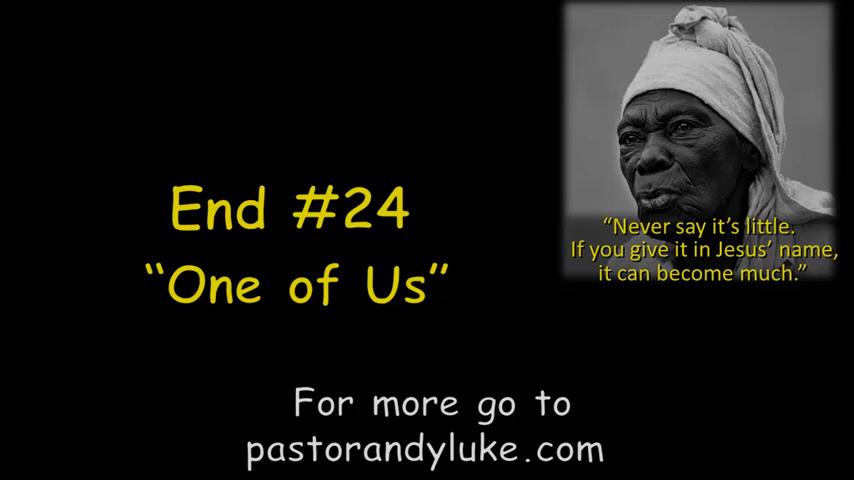 End #24
“One of Us”
“Never say it’s little.
If you give it in Jesus’ name,
it can become much.”
For more go to
pastorandyluke.com